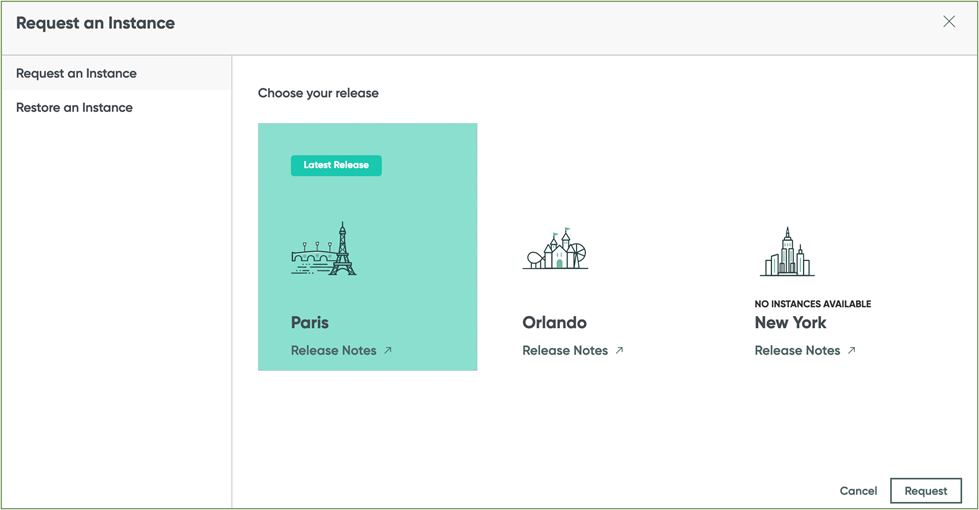 Request an Instance
Request an Instance
Restore an Instance
Choose your release
Latest Release
Paris
Release Notes ↗
Orlando
Release Notes ↗
NO INSTANCES AVAILABLE
New York
Release Notes ↗
Cancel
Request